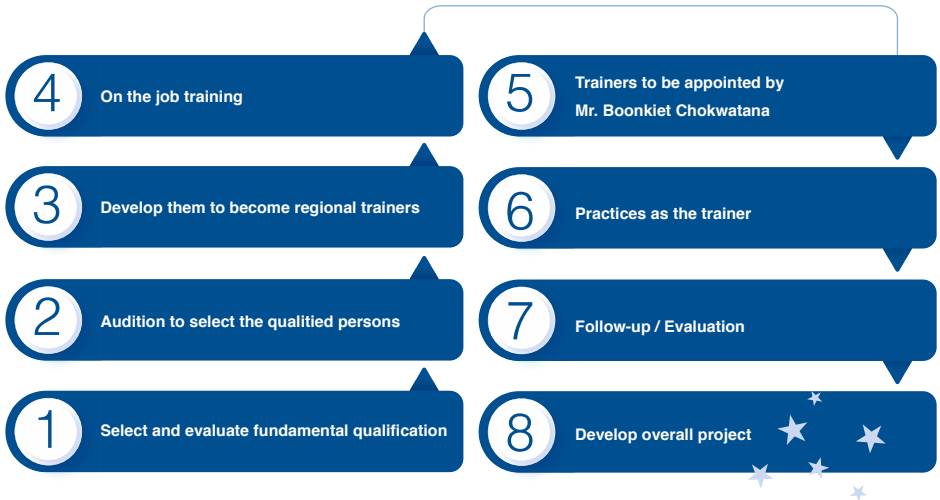 4
On the job training
3
Develop them to become regional trainers
2
Audition to select the qualitied persons
1
Select and evaluate fundamental qualification
5
Trainers to be appointed by
Mr. Boonkiet Chokwatana
6
Practices as the trainer
7
Follow-up / Evaluation
8
Develop overall project